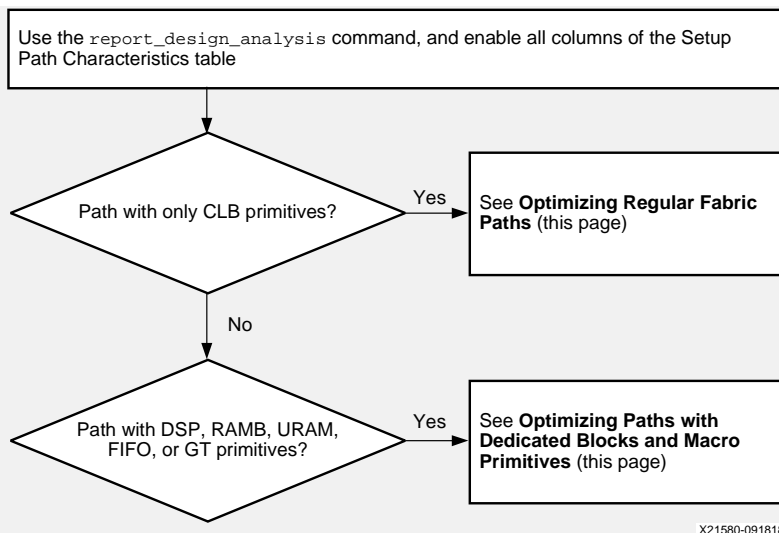 Use the report_design_analysis command, and enable all columns of the Setup
Path Characteristics table
Path with only CLB primitives?
Yes
See Optimizing Regular Fabric
Paths (this page)
No
Path with DSP, RAMB, URAM,
FIFO, or GT primitives?
Yes
See Optimizing Paths with
Dedicated Blocks and Macro
Primitives (this page)
X21580-091818